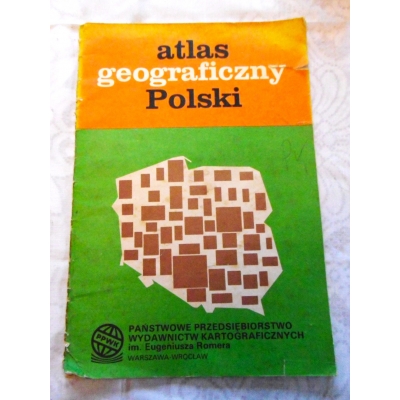 atlas
geograficzny
Polski
PAŃSTWOWE PRZEDSIĘBIORSTWO
WYDAWNICTW KARTOGRAFICZNYCH
im. Eugeniusza Romera
WARSZAWA-WROCŁAW
PPWK